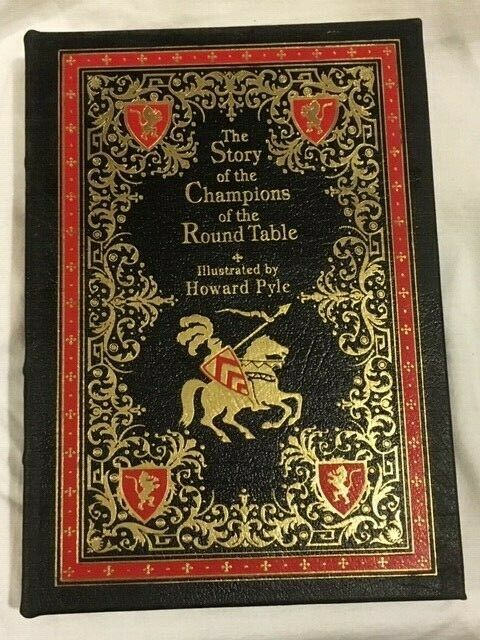 The
Story
of the
Champions
of the
Round Table
Illustrated by
Howard Pyle